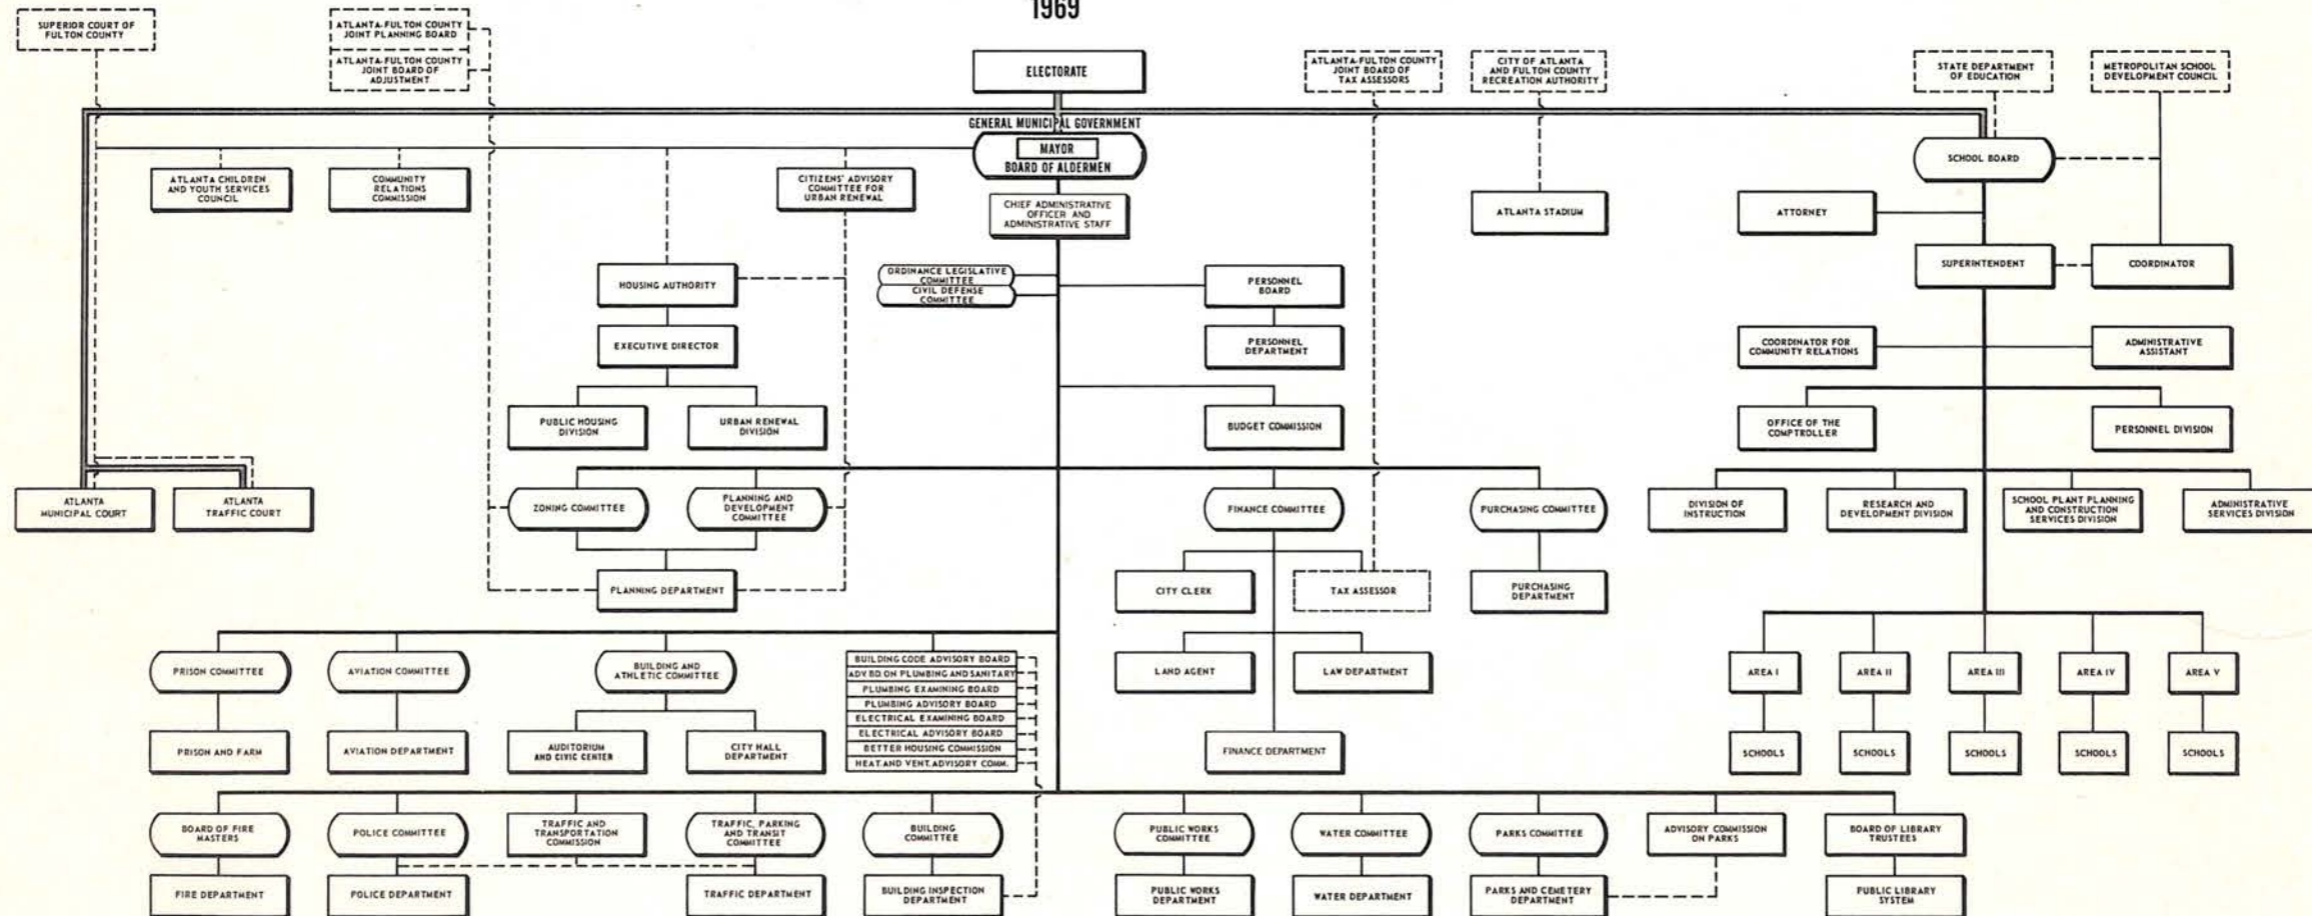 1969
SUPERIOR COURT OF
FULTON COUNTY
ATLANTA-FULTON COUNTY
JOINT PLANNING BOARD
ATLANTA-FULTON COUNTY
JOINT BOARD OF
ADJUSTMENT
ELECTORATE
ATLANTA-FULTON COUNTY
JOINT BOARD OF
TAX ASSESSORS
CITY OF ATLANTA
AND FULTON COUNTY
RECREATION AUTHORITY
STATE DEPARTMENT
OF EDUCATION
METROPOLITAN SCHOOL
DEVELOPMENT COUNCIL
GENERAL MUNICIPAL GOVERNMENT
MAYOR
BOARD OF ALDERMEN
SCHOOL BOARD
ATLANTA CHILDREN
AND YOUTH SERVICES
COUNCIL
COMMUNITY
RELATIONS
COMMISSION
CITIZENS' ADVISORY
COMMITTEE FOR
URBAN RENEWAL
CHIEF ADMINISTRATIVE
OFFICER AND
ADMINISTRATIVE STAFF
ATLANTA STADIUM
ATTORNEY
HOUSING AUTHORITY
ORDINANCE LEGISLATIVE
COMMITTEE
CIVIL DEFENSE
COMMITTEE
PERSONNEL
BOARD
SUPERINTENDENT
COORDINATOR
EXECUTIVE DIRECTOR
PERSONNEL
DEPARTMENT
COORDINATOR FOR
COMMUNITY RELATIONS
ADMINISTRATIVE
ASSISTANT
PUBLIC HOUSING
DIVISION
URBAN RENEWAL
DIVISION
BUDGET COMMISSION
OFFICE OF THE
COMPTROLLER
PERSONNEL DIVISION
ATLANTA
MUNICIPAL COURT
ATLANTA
TRAFFIC COURT
ZONING COMMITTEE
PLANNING AND
DEVELOPMENT
COMMITTEE
FINANCE COMMITTEE
PURCHASING COMMITTEE
DIVISION OF
INSTRUCTION
RESEARCH AND
DEVELOPMENT DIVISION
SCHOOL PLANT PLANNING
AND CONSTRUCTION
SERVICES DIVISION
ADMINISTRATIVE
SERVICES DIVISION
PLANNING DEPARTMENT
CITY CLERK
TAX ASSESSOR
PURCHASING
DEPARTMENT
PRISON COMMITTEE
AVIATION COMMITTEE
BUILDING AND
ATHLETIC COMMITTEE
BUILDING CODE ADVISORY BOARD
ADV BD. ON PLUMBING AND SANITARY
PLUMBING EXAMINING BOARD
PLUMBING ADVISORY BOARD
ELECTRICAL EXAMINING BOARD
ELECTRICAL ADVISORY BOARD
BETTER HOUSING COMMISSION
HEAT. AND VENT. ADVISORY COMM.
LAND AGENT
LAW DEPARTMENT
AREA I
AREA II
AREA III
AREA IV
AREA V
PRISON AND FARM
AVIATION DEPARTMENT
AUDITORIUM
AND CIVIC CENTER
CITY HALL
DEPARTMENT
FINANCE DEPARTMENT
SCHOOLS
SCHOOLS
SCHOOLS
SCHOOLS
SCHOOLS
BOARD OF FIRE
MASTERS
POLICE COMMITTEE
TRAFFIC AND
TRANSPORTATION
COMMISSION
TRAFFIC, PARKING
AND TRANSIT
COMMITTEE
BUILDING
COMMITTEE
PUBLIC WORKS
COMMITTEE
WATER COMMITTEE
PARKS COMMITTEE
ADVISORY COMMISSION
ON PARKS
BOARD OF LIBRARY
TRUSTEES
FIRE DEPARTMENT
POLICE DEPARTMENT
TRAFFIC DEPARTMENT
BUILDING INSPECTION
DEPARTMENT
PUBLIC WORKS
DEPARTMENT
WATER DEPARTMENT
PARKS AND CEMETERY
DEPARTMENT
PUBLIC LIBRARY
SYSTEM